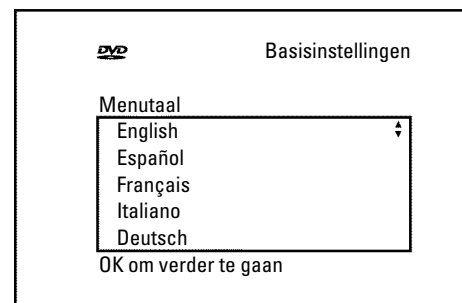 DVD Basisinstellingen
Menutaal
English
Español
Français
Italiano
Deutsch
OK om verder te gaan